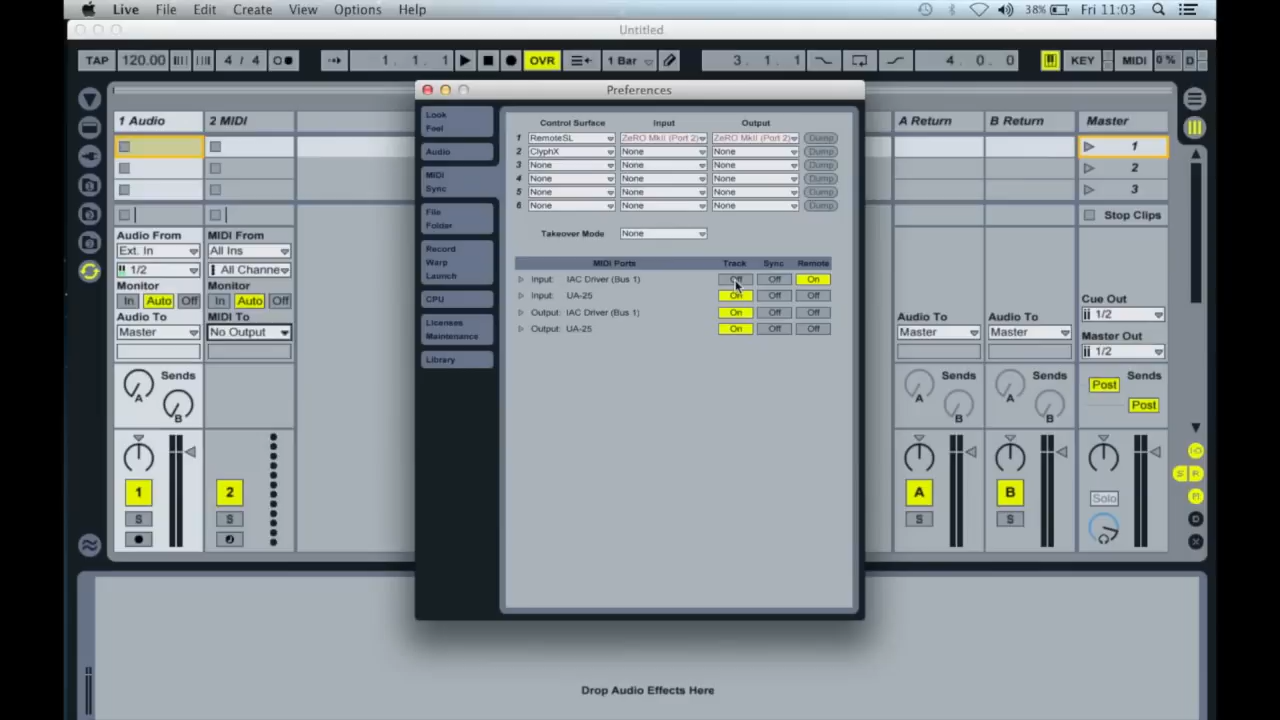 Live File Edit Create View Options Help 38% Fri 11:03
Untitled
TAP 120.00 4 / 4 1. 1. 1 OVR 1 Bar 3. 1. 1 4. 0. 0 KEY MIDI 0 % D
Preferences
1 Audio 2 MIDI A Return B Return Master
Look
Feel
Audio
MIDI
Sync
File
Folder
Record
Warp
Launch
CPU
Licenses
Maintenance
Library
Control Surface Input Output
1 RemoteSL ZeRO MkII (Port 2) ZeRO MkII (Port 2) Dump
2 ClyphX None None Dump
3 None None None Dump
4 None None None Dump
5 None None None Dump
6 None None None Dump
Takeover Mode None
MIDI Ports Track Sync Remote
Input: IAC Driver (Bus 1) Off Off On
Input: UA-25 On Off Off
Output: IAC Driver (Bus 1) On Off Off
Output: UA-25 On Off Off
1
2
3
Stop Clips
Audio From MIDI From
Ext. In All Ins
1/2 All Channe
Monitor Monitor
In Auto Off In Auto Off
Audio To MIDI To
Master No Output
Sends
A
B
1 2
S S
Audio To Audio To
Master Master
Sends Sends
A A
B B
A B
S S
Cue Out
1/2
Master Out
1/2
Sends
Post
Post
Solo
Drop Audio Effects Here